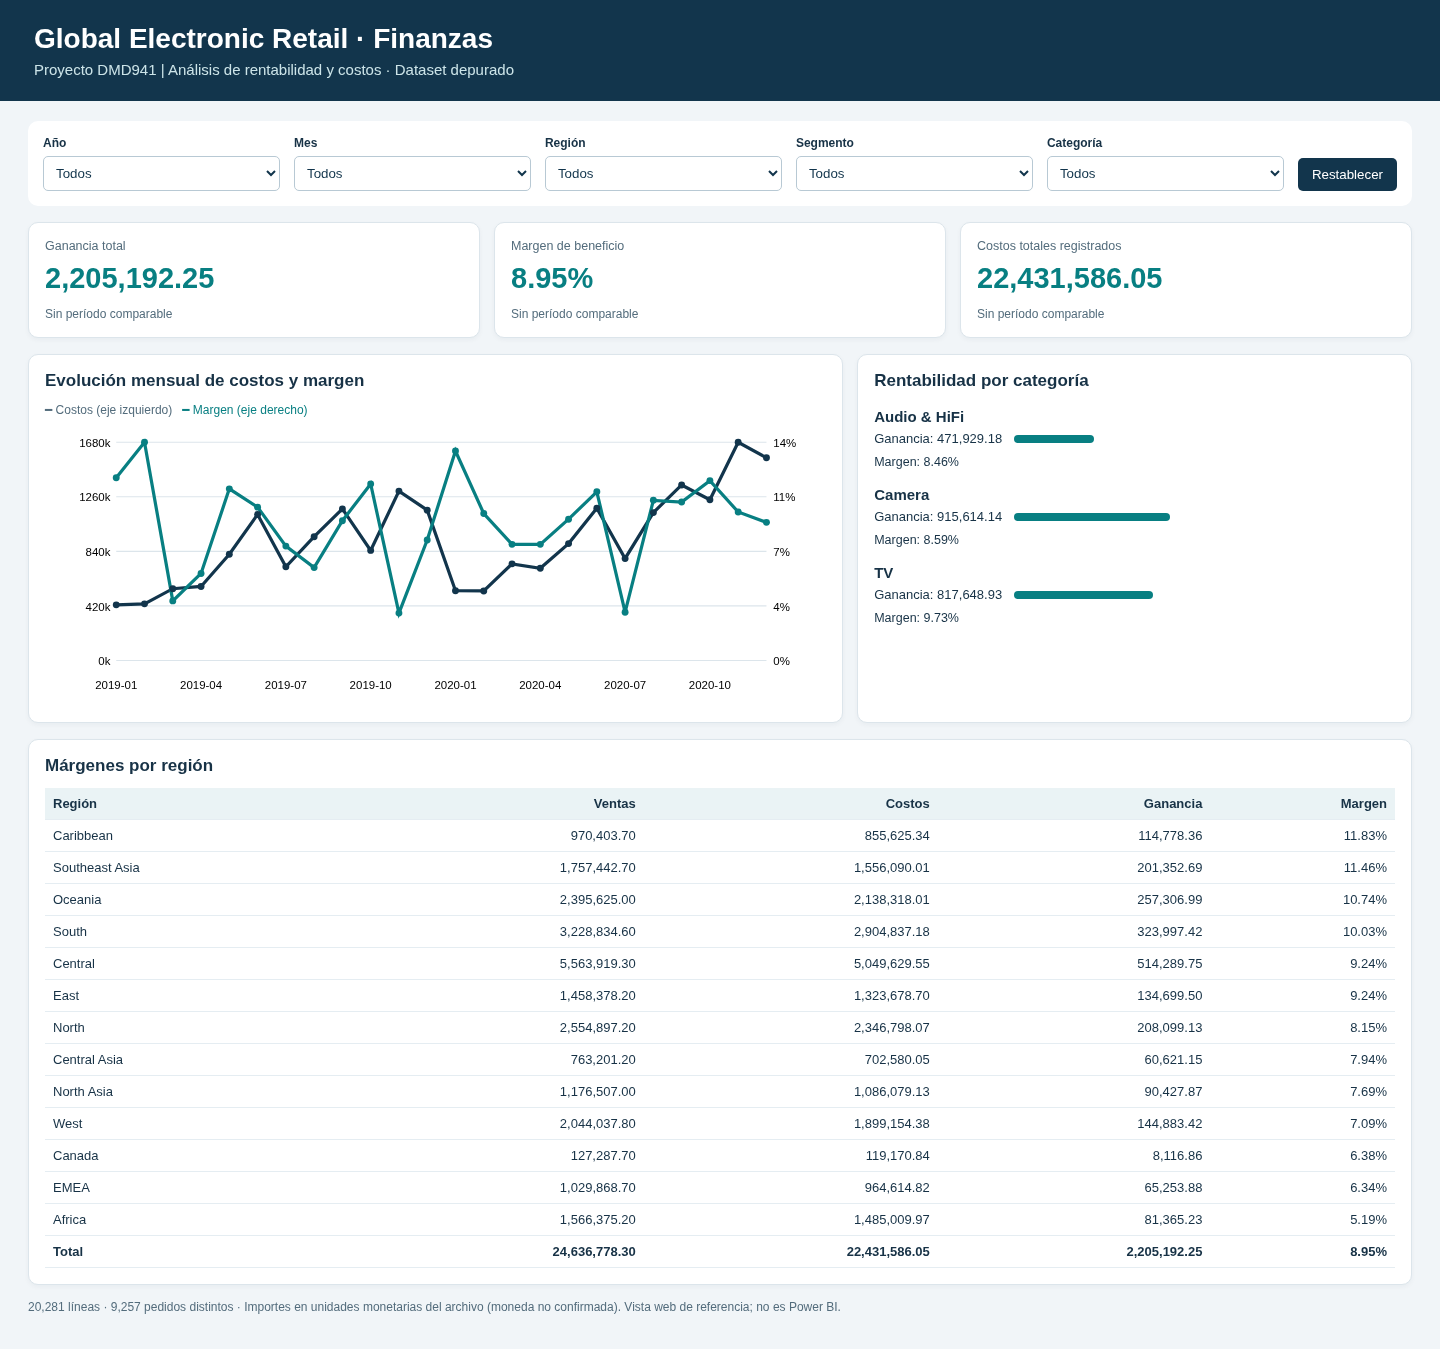 Global Electronic Retail · Finanzas
Proyecto DMD941 | Análisis de rentabilidad y costos · Dataset depurado
Año Mes Región Segmento Categoría
Todos Todos Todos Todos Todos Restablecer
Ganancia total
2,205,192.25
Sin período comparable
Margen de beneficio
8.95%
Sin período comparable
Costos totales registrados
22,431,586.05
Sin período comparable
Evolución mensual de costos y margen
Costos (eje izquierdo) Margen (eje derecho)
1680k 14%
1260k 11%
840k 7%
420k 4%
0k 0%
2019-01 2019-04 2019-07 2019-10 2020-01 2020-04 2020-07 2020-10
Rentabilidad por categoría
Audio & HiFi
Ganancia: 471,929.18
Margen: 8.46%
Camera
Ganancia: 915,614.14
Margen: 8.59%
TV
Ganancia: 817,648.93
Margen: 9.73%
Márgenes por región
Región Ventas Costos Ganancia Margen
Caribbean 970,403.70 855,625.34 114,778.36 11.83%
Southeast Asia 1,757,442.70 1,556,090.01 201,352.69 11.46%
Oceania 2,395,625.00 2,138,318.01 257,306.99 10.74%
South 3,228,834.60 2,904,837.18 323,997.42 10.03%
Central 5,563,919.30 5,049,629.55 514,289.75 9.24%
East 1,458,378.20 1,323,678.70 134,699.50 9.24%
North 2,554,897.20 2,346,798.07 208,099.13 8.15%
Central Asia 763,201.20 702,580.05 60,621.15 7.94%
North Asia 1,176,507.00 1,086,079.13 90,427.87 7.69%
West 2,044,037.80 1,899,154.38 144,883.42 7.09%
Canada 127,287.70 119,170.84 8,116.86 6.38%
EMEA 1,029,868.70 964,614.82 65,253.88 6.34%
Africa 1,566,375.20 1,485,009.97 81,365.23 5.19%
Total 24,636,778.30 22,431,586.05 2,205,192.25 8.95%
20,281 líneas · 9,257 pedidos distintos · Importes en unidades monetarias del archivo (moneda no confirmada). Vista web de referencia; no es Power BI.